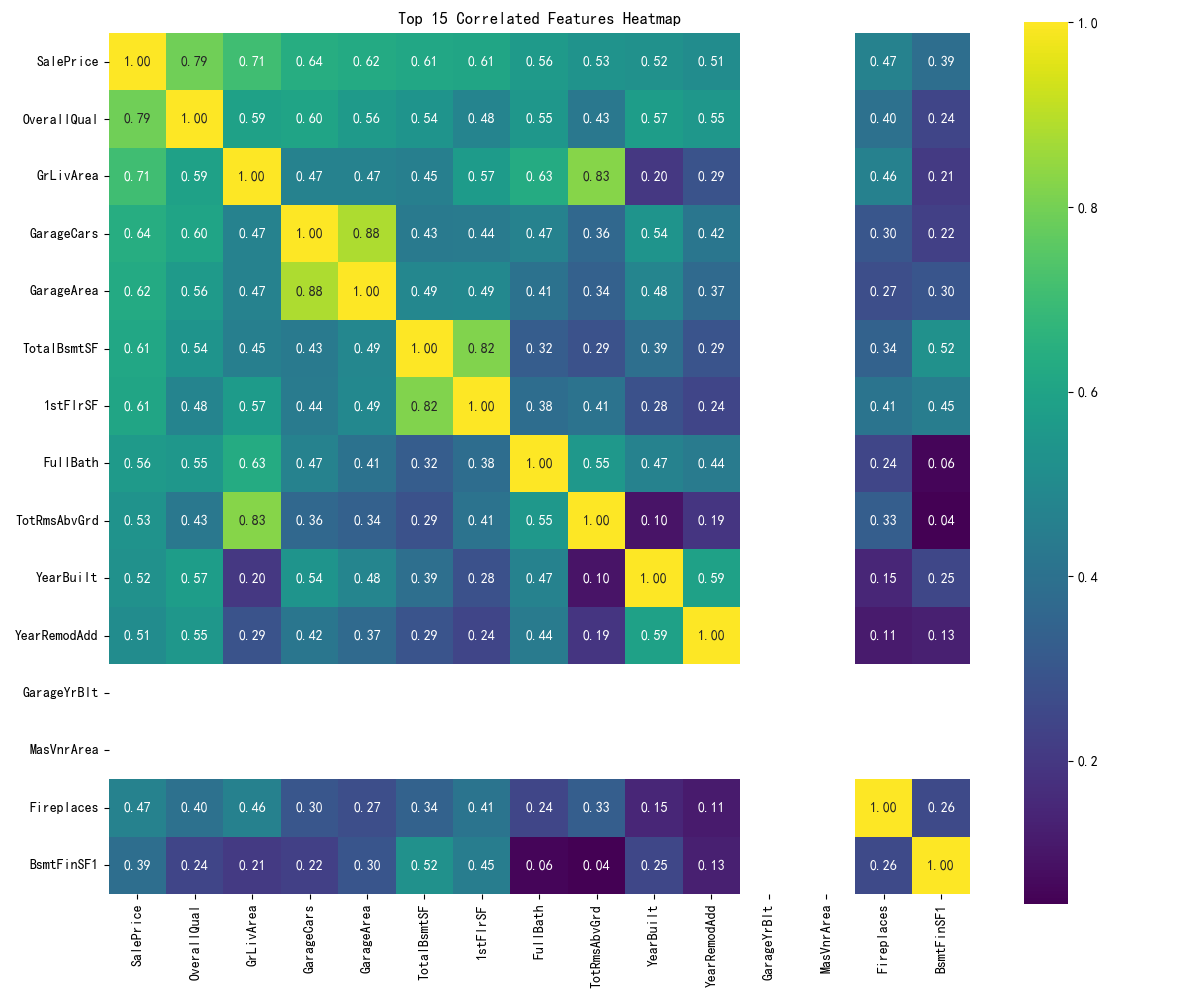 Top 15 Correlated Features Heatmap
SalePrice 1.00 0.79 0.71 0.64 0.62 0.61 0.61 0.56 0.53 0.52 0.51 0.47 0.39
OverallQual 0.79 1.00 0.59 0.60 0.56 0.54 0.48 0.55 0.43 0.57 0.55 0.40 0.24
GrLivArea 0.71 0.59 1.00 0.47 0.47 0.45 0.57 0.63 0.83 0.20 0.29 0.46 0.21
GarageCars 0.64 0.60 0.47 1.00 0.88 0.43 0.44 0.47 0.36 0.54 0.42 0.30 0.22
GarageArea 0.62 0.56 0.47 0.88 1.00 0.49 0.49 0.41 0.34 0.48 0.37 0.27 0.30
TotalBsmtSF 0.61 0.54 0.45 0.43 0.49 1.00 0.82 0.32 0.29 0.39 0.29 0.34 0.52
1stFlrSF 0.61 0.48 0.57 0.44 0.49 0.82 1.00 0.38 0.41 0.28 0.24 0.41 0.45
FullBath 0.56 0.55 0.63 0.47 0.41 0.32 0.38 1.00 0.55 0.47 0.44 0.24 0.06
TotRmsAbvGrd 0.53 0.43 0.83 0.36 0.34 0.29 0.41 0.55 1.00 0.10 0.19 0.33 0.04
YearBuilt 0.52 0.57 0.20 0.54 0.48 0.39 0.28 0.47 0.10 1.00 0.59 0.15 0.25
YearRemodAdd 0.51 0.55 0.29 0.42 0.37 0.29 0.24 0.44 0.19 0.59 1.00 0.11 0.13
GarageYrBlt
MasVnrArea
Fireplaces 0.47 0.40 0.46 0.30 0.27 0.34 0.41 0.24 0.33 0.15 0.11 1.00 0.26
BsmtFinSF1 0.39 0.24 0.21 0.22 0.30 0.52 0.45 0.06 0.04 0.25 0.13 0.26 1.00
SalePrice
OverallQual
GrLivArea
GarageCars
GarageArea
TotalBsmtSF
1stFlrSF
FullBath
TotRmsAbvGrd
YearBuilt
YearRemodAdd
GarageYrBlt
MasVnrArea
Fireplaces
BsmtFinSF1
1.0
0.8
0.6
0.4
0.2